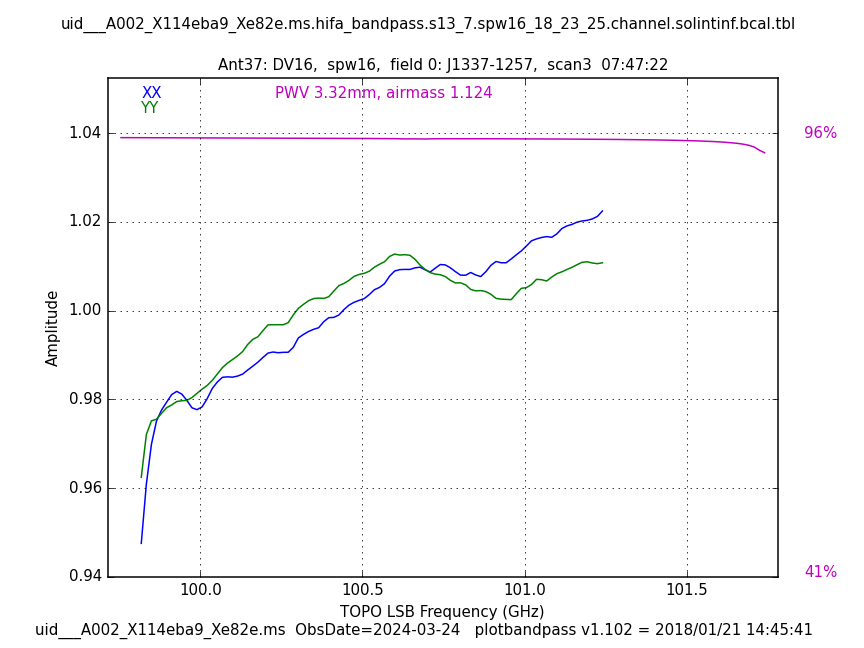 uid___A002_X114eba9_Xe82e.ms.hifa_bandpass.s13_7.spw16_18_23_25.channel.solintinf.bcal.tbl
Ant37: DV16,  spw16,  field 0: J1337-1257,  scan3  07:47:22
XX
PWV 3.32mm, airmass 1.124
YY
1.04
96%
1.02
1.00
Amplitude
0.98
0.96
0.94
41%
100.0
100.5
101.0
101.5
TOPO LSB Frequency (GHz)
uid___A002_X114eba9_Xe82e.ms  ObsDate=2024-03-24   plotbandpass v1.102 = 2018/01/21 14:45:41